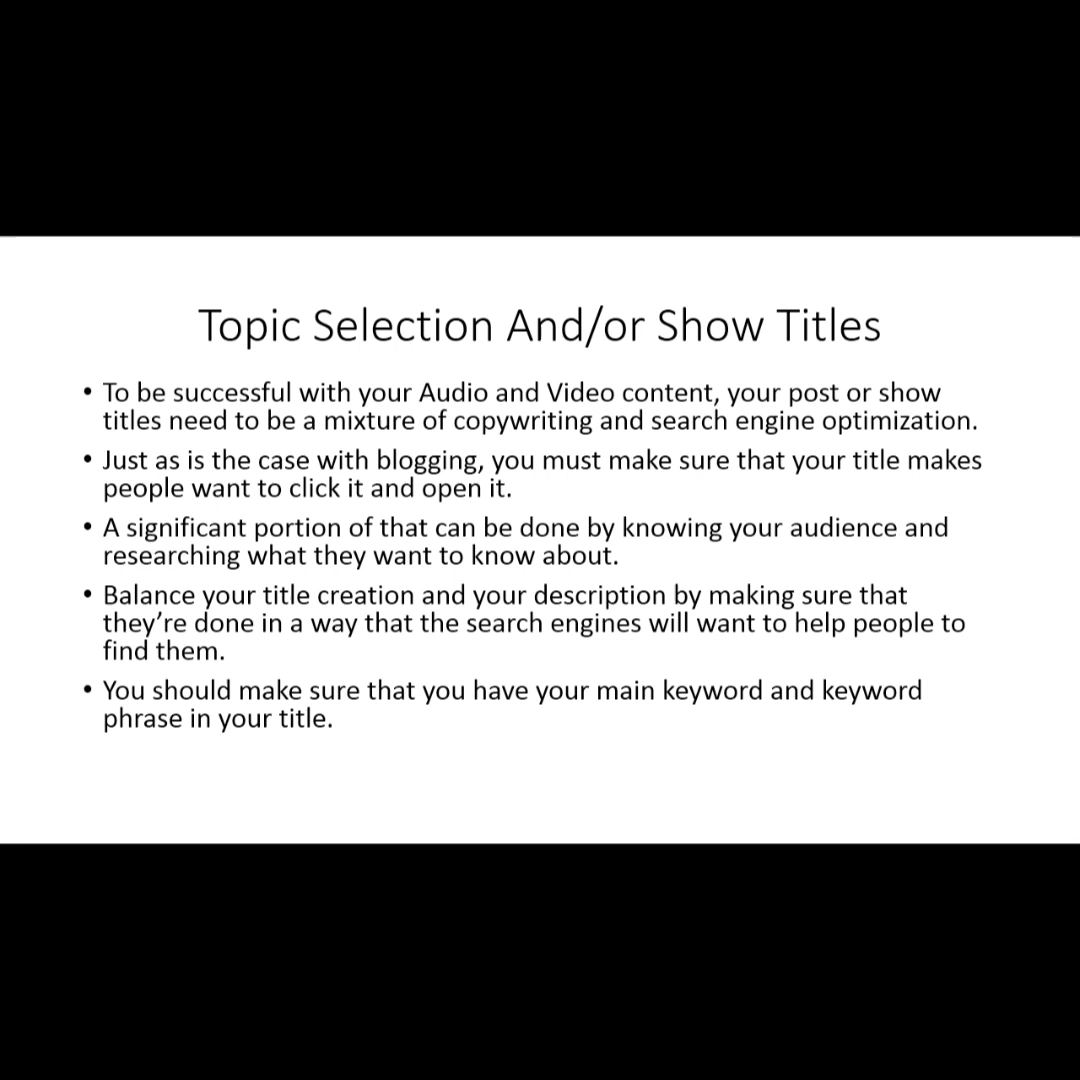 Topic Selection And/or Show Titles
• To be successful with your Audio and Video content, your post or show
titles need to be a mixture of copywriting and search engine optimization.
• Just as is the case with blogging, you must make sure that your title makes
people want to click it and open it.
• A significant portion of that can be done by knowing your audience and
researching what they want to know about.
• Balance your title creation and your description by making sure that
they’re done in a way that the search engines will want to help people to
find them.
• You should make sure that you have your main keyword and keyword
phrase in your title.